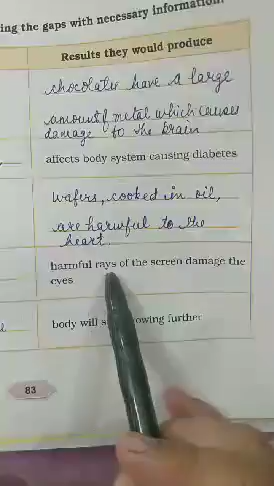 ing the gaps with necessary information.
Results they would produce
chocolates have a large
amount of metal which causes
damage to the brain
affects body system causing diabetes
wafers, cooked in oil,
are harmful to the
heart.
harmful rays of the screen damage the
eyes
body will s owing further
83